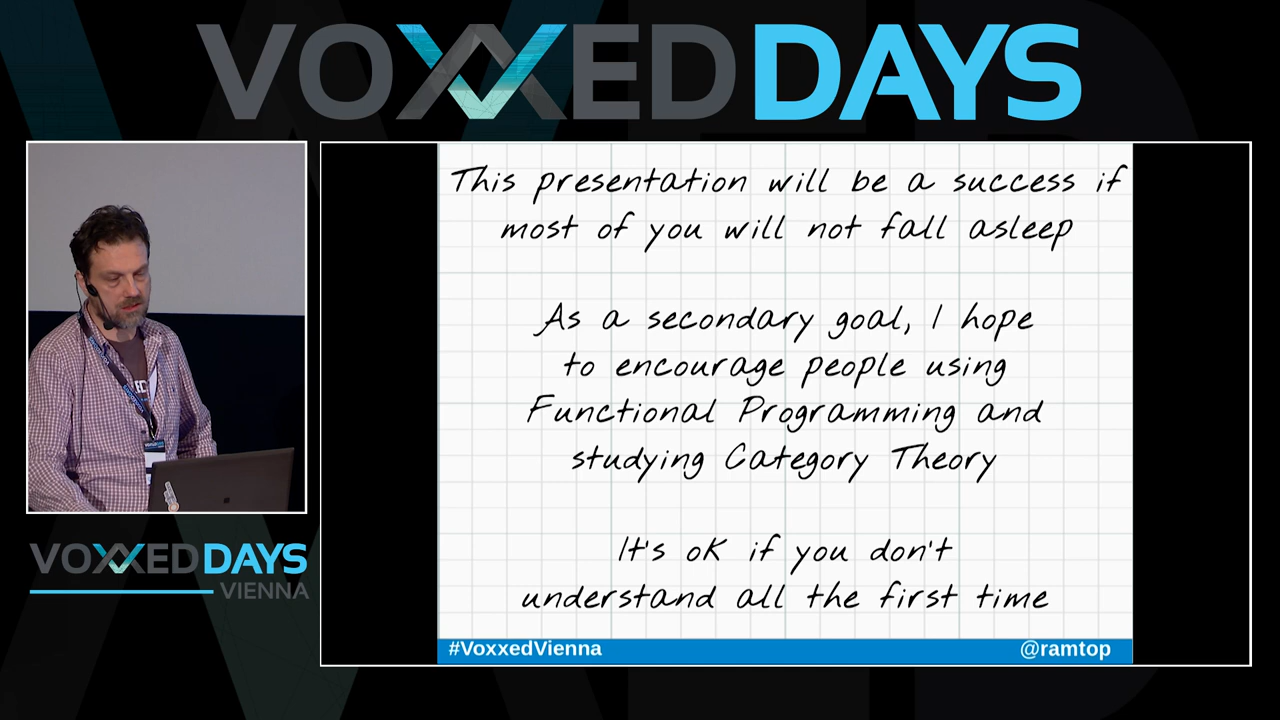 VOXXED DAYS
This presentation will be a success if
most of you will not fall asleep
As a secondary goal, I hope
to encourage people using
Functional Programming and
studying Category Theory
It's ok if you don't
understand all the first time
#VoxxedVienna
@ramtop
VOXXED DAYS
VIENNA